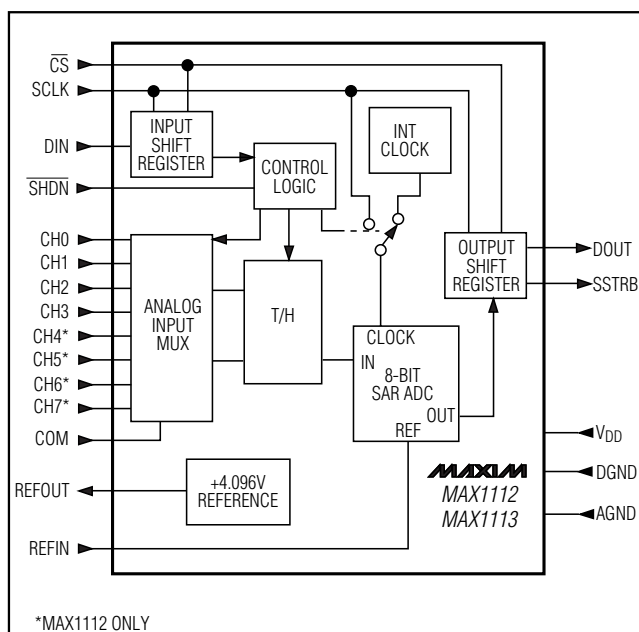 C̅S̅
SCLK
DIN
S̅H̅D̅N̅
CH0
CH1
CH2
CH3
CH4*
CH5*
CH6*
CH7*
COM
REFOUT
REFIN
INPUT
SHIFT
REGISTER
CONTROL
LOGIC
INT
CLOCK
ANALOG
INPUT
MUX
T/H
CLOCK
IN
8-BIT
SAR ADC
OUT
REF
OUTPUT
SHIFT
REGISTER
+4.096V
REFERENCE
MAXIM
MAX1112
MAX1113
DOUT
SSTRB
VDD
DGND
AGND
*MAX1112 ONLY